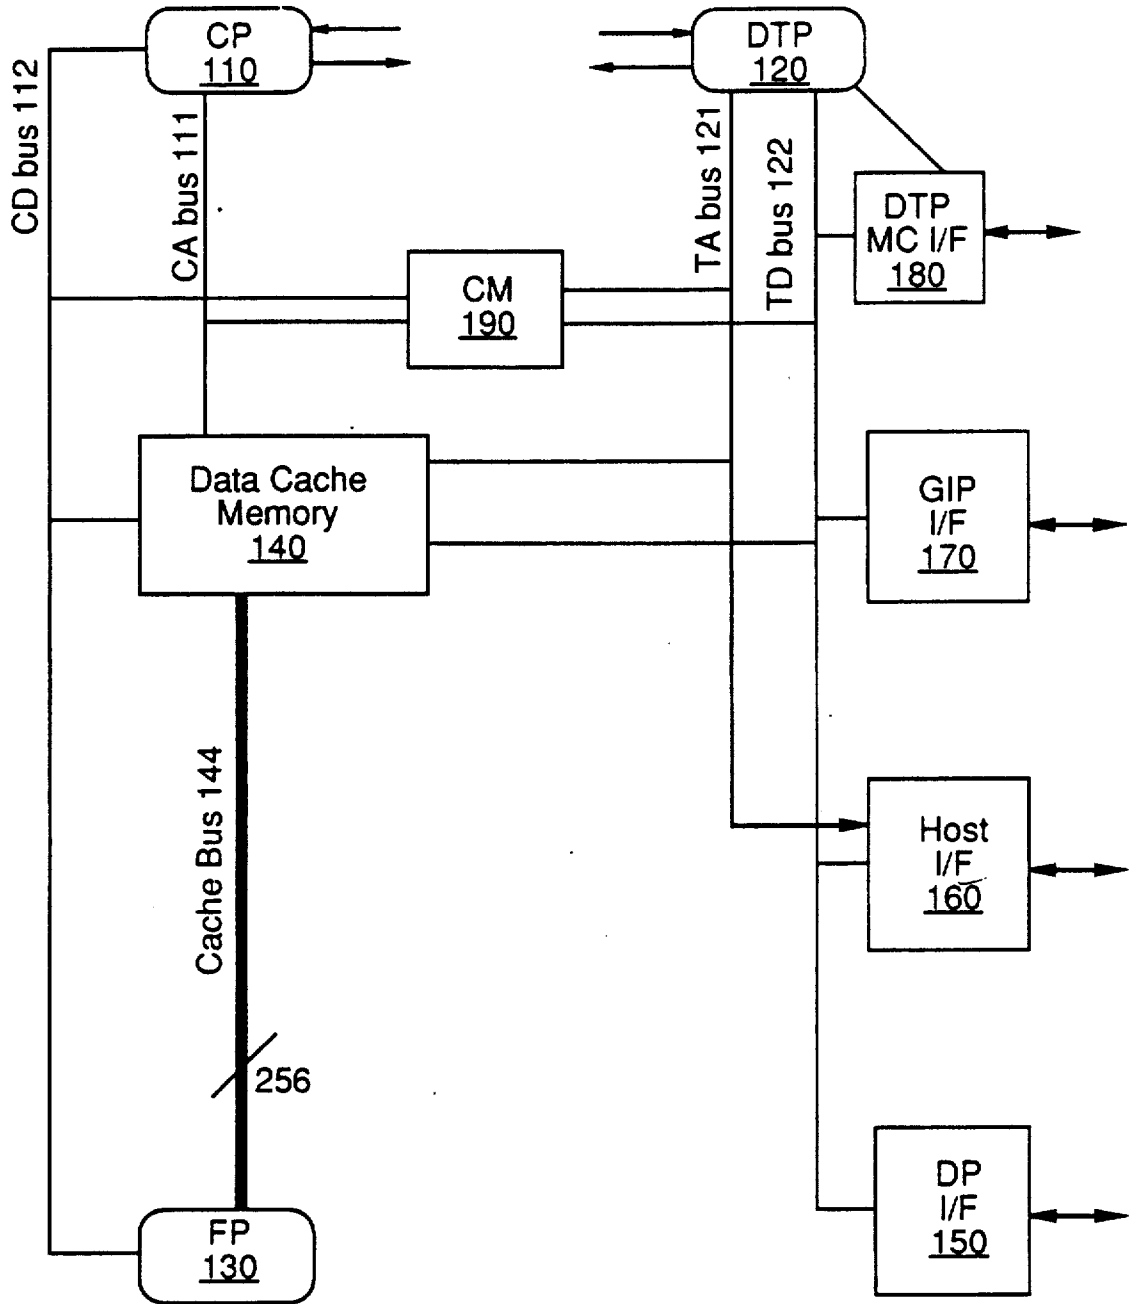 CP
110
DTP
120
CD bus 112
CA bus 111
TA bus 121
TD bus 122
DTP
MC I/F
180
CM
190
Data Cache
Memory
140
GIP
I/F
170
Cache Bus 144
Host
I/F
160
256
DP
I/F
150
FP
130